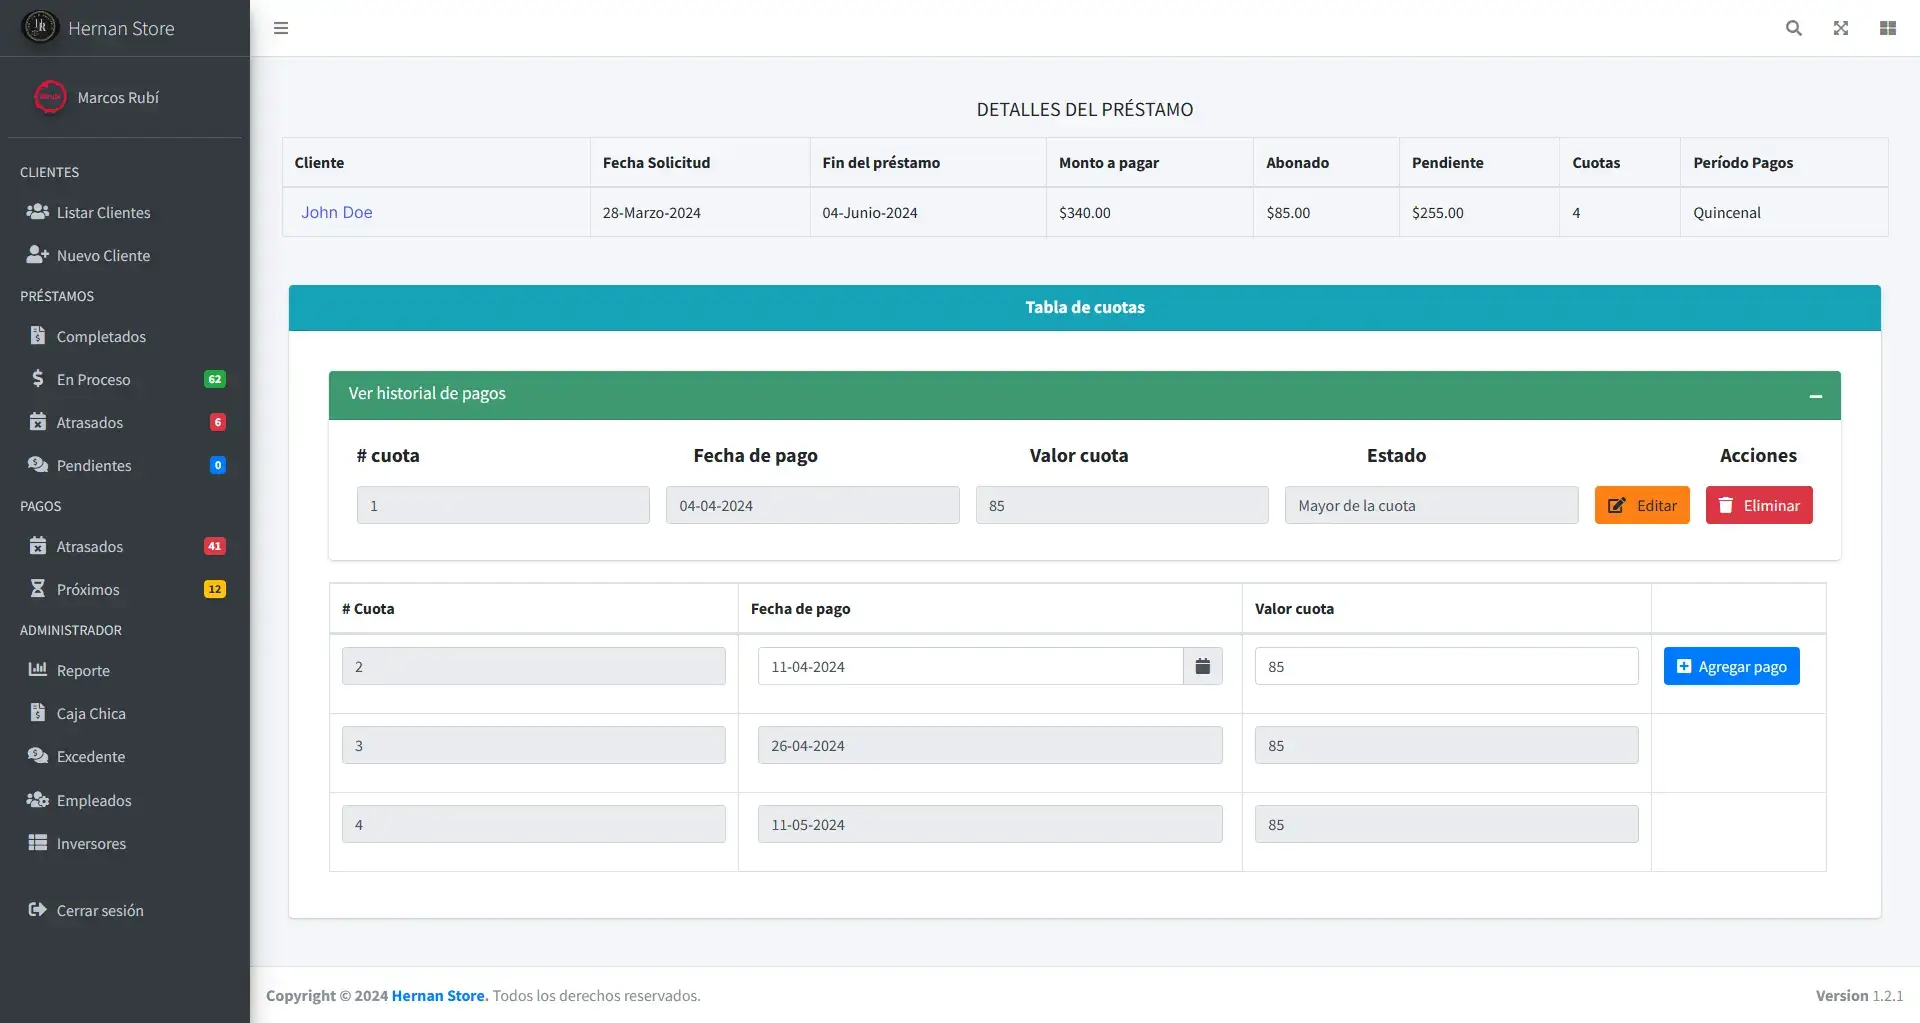 Hernan Store
Marcos Rubí
CLIENTES
Listar Clientes
Nuevo Cliente
PRÉSTAMOS
Completados
En Proceso 62
Atrasados 6
Pendientes 0
PAGOS
Atrasados 41
Próximos 12
ADMINISTRADOR
Reporte
Caja Chica
Excedente
Empleados
Inversores
Cerrar sesión
DETALLES DEL PRÉSTAMO
Cliente Fecha Solicitud Fin del préstamo Monto a pagar Abonado Pendiente Cuotas Período Pagos
John Doe 28-Marzo-2024 04-Junio-2024 $340.00 $85.00 $255.00 4 Quincenal
Tabla de cuotas
Ver historial de pagos
# cuota Fecha de pago Valor cuota Estado Acciones
1 04-04-2024 85 Mayor de la cuota Editar Eliminar
# Cuota Fecha de pago Valor cuota
2 11-04-2024 85 Agregar pago
3 26-04-2024 85
4 11-05-2024 85
Copyright © 2024 Hernan Store. Todos los derechos reservados.
Version 1.2.1